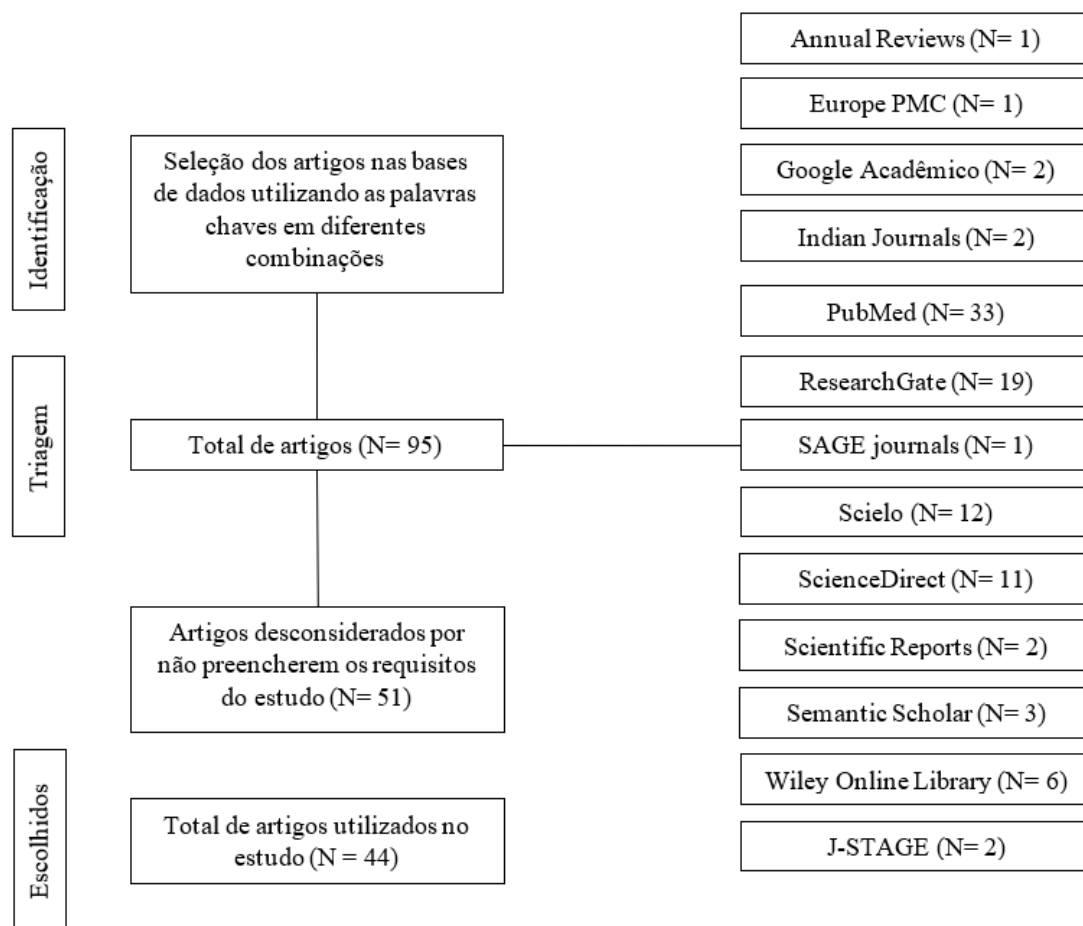 Identificação
Seleção dos artigos nas bases
de dados utilizando as palavras
chaves em diferentes
combinações
Triagem
Total de artigos (N= 95)
Artigos desconsiderados por
não preencherem os requisitos
do estudo (N= 51)
Escolhidos
Total de artigos utilizados no
estudo (N = 44)
Annual Reviews (N= 1)
Europe PMC (N= 1)
Google Acadêmico (N= 2)
Indian Journals (N= 2)
PubMed (N= 33)
ResearchGate (N= 19)
SAGE journals (N= 1)
Scielo (N= 12)
ScienceDirect (N= 11)
Scientific Reports (N= 2)
Semantic Scholar (N= 3)
Wiley Online Library (N= 6)
J-STAGE (N= 2)